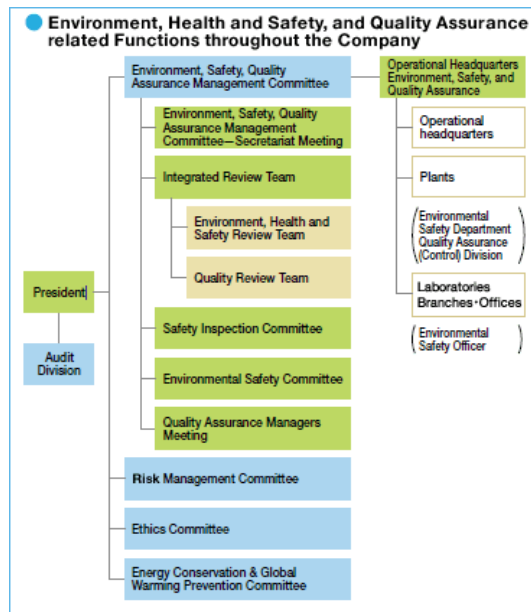 Environment, Health and Safety, and Quality Assurance
related Functions throughout the Company
Environment, Safety, Quality
Assurance Management
Committee
Operational Headquarters
Environment, Safety, and
Quality Assurance
Environment, Safety, Quality
Assurance Management
Committee—Secretariat Meeting
Operational
headquarters
Integrated Review Team
Plants
Environment, Health and
Safety Review Team
(Environmental
Safety Department
Quality Assurance
(Control) Division)
Quality Review Team
President
Laboratories
Branches・Offices
Safety Inspection Committee
(Environmental
Safety Officer)
Audit
Division
Environmental Safety Committee
Quality Assurance Managers
Meeting
Risk Management Committee
Ethics Committee
Energy Conservation & Global
Warming Prevention Committee